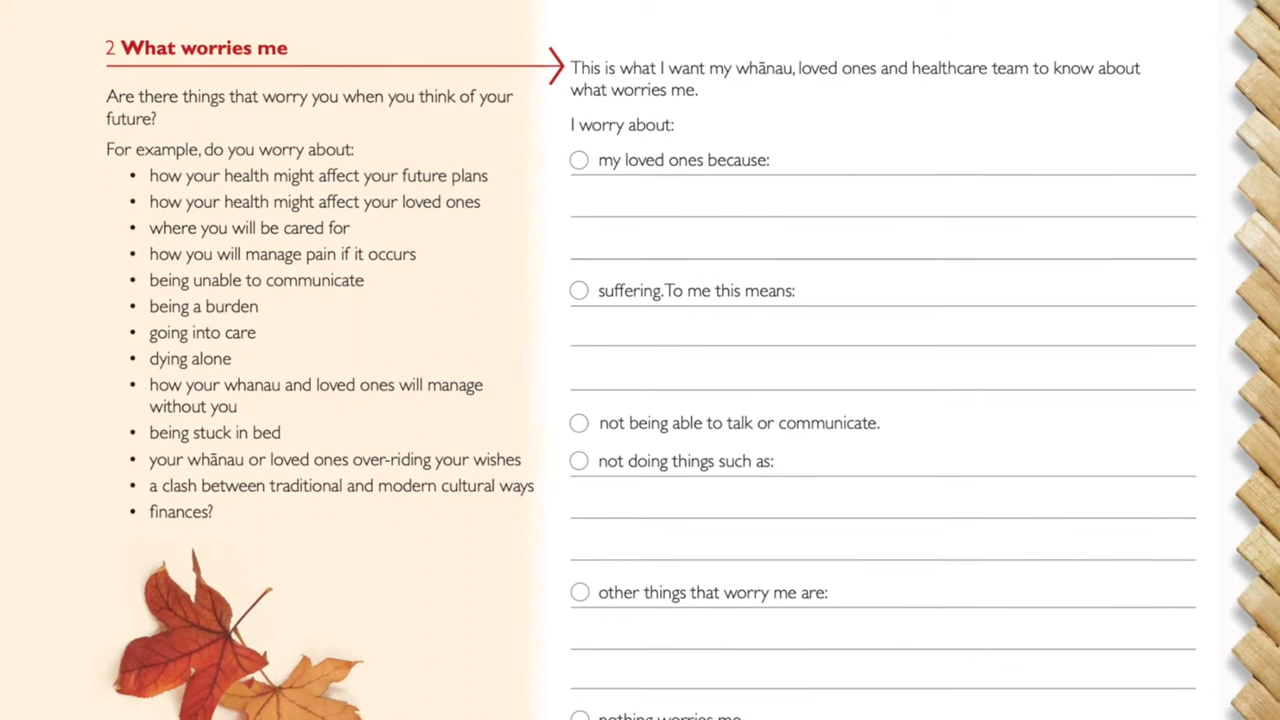 2 What worries me
Are there things that worry you when you think of your
future?
For example, do you worry about:
• how your health might affect your future plans
• how your health might affect your loved ones
• where you will be cared for
• how you will manage pain if it occurs
• being unable to communicate
• being a burden
• going into care
• dying alone
• how your whanau and loved ones will manage
without you
• being stuck in bed
• your whānau or loved ones over-riding your wishes
• a clash between traditional and modern cultural ways
• finances?
This is what I want my whānau, loved ones and healthcare team to know about
what worries me.
I worry about:
my loved ones because:
suffering. To me this means:
not being able to talk or communicate.
not doing things such as:
other things that worry me are:
nothing worries me